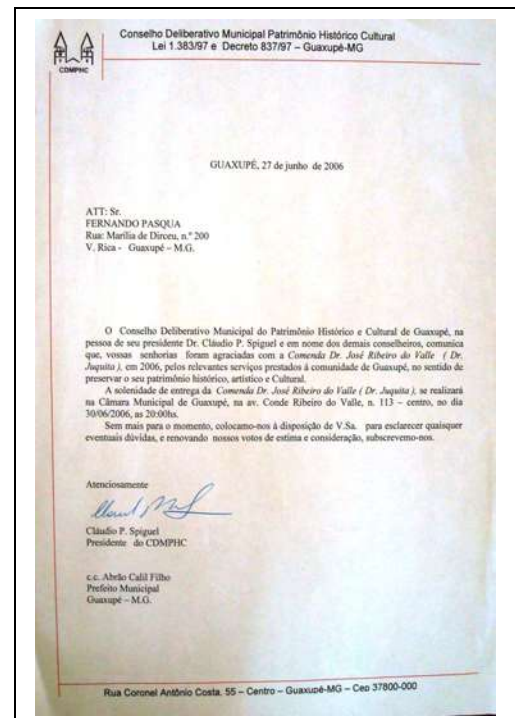 Conselho Deliberativo Municipal Patrimônio Histórico Cultural
Lei 1.383/97 e Decreto 837/97 – Guaxupé-MG
CDMPHC
GUAXUPÉ, 27 de junho de 2006
ATT: Sr.
FERNANDO PASQUA
Rua: Marília de Dirceu, n.º 200
V. Rica - Guaxupé – M.G.
O Conselho Deliberativo Municipal do Patrimônio Histórico e Cultural de Guaxupé, na
pessoa de seu presidente Dr. Cláudio P. Spiguel e em nome dos demais conselheiros, comunica
que, vossas senhorias foram agraciadas com a Comenda Dr. José Ribeiro do Valle ( Dr.
Juquita ), em 2006, pelos relevantes serviços prestados à comunidade de Guaxupé, no sentido de
preservar o seu patrimônio histórico, artístico e Cultural.
A solenidade de entrega da Comenda Dr. José Ribeiro do Valle ( Dr. Juquita ), se realizará
na Câmara Municipal de Guaxupé, na av. Conde Ribeiro do Valle, n. 113 – centro, no dia
30/06/2006, as 20:00hs.
Sem mais para o momento, colocamo-nos à disposição de V.Sa. para esclarecer quaisquer
eventuais dúvidas, e renovando nossos votos de estima e consideração, subscrevemo-nos.
Atenciosamente
Cláudio P. Spiguel
Presidente do CDMPHC
c.c. Abrão Calil Filho
Prefeito Municipal
Guaxupé – M.G.
Rua Coronel Antônio Costa. 55 – Centro – Guaxupé-MG – Cep 37800-000